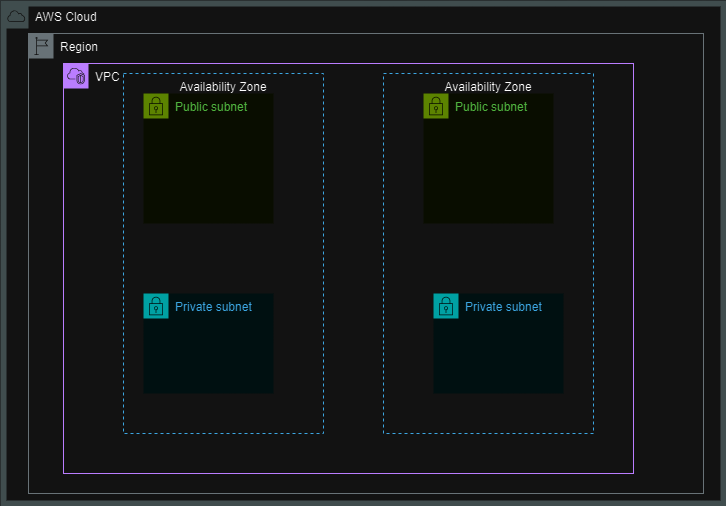 AWS Cloud
Region
VPC
Availability Zone
Availability Zone
Public subnet
Public subnet
Private subnet
Private subnet